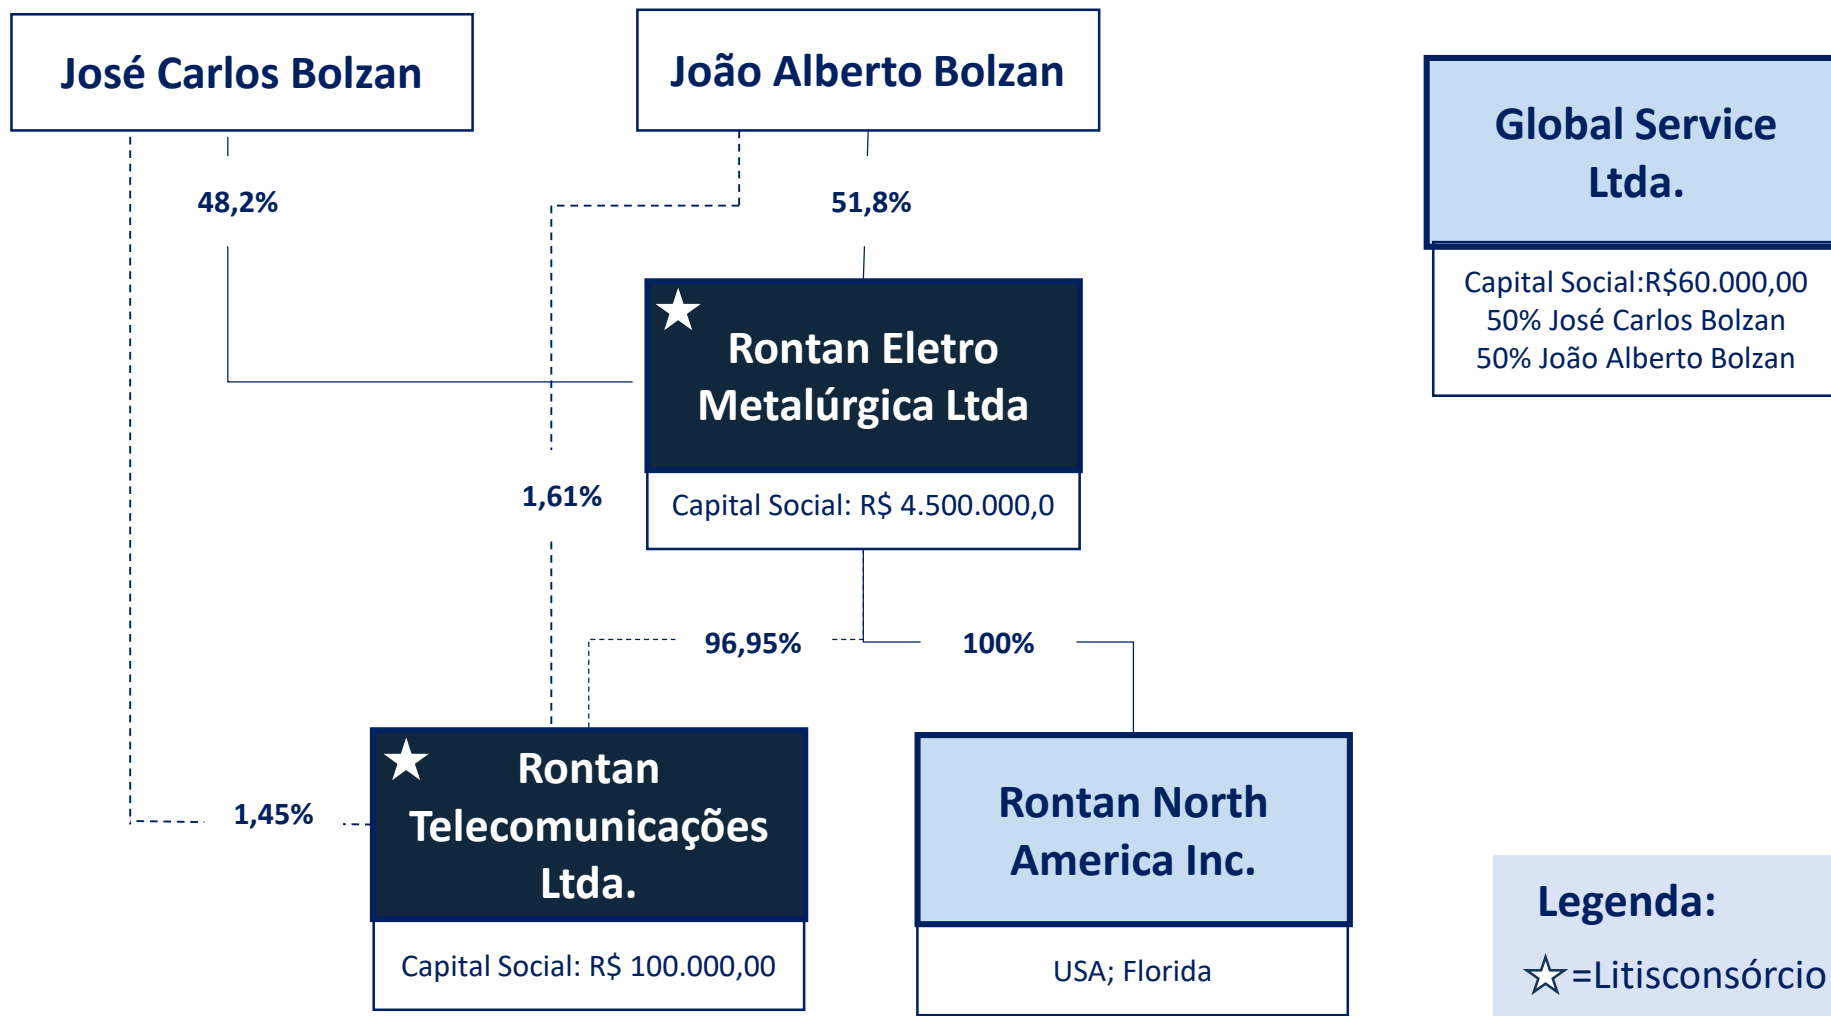 José Carlos Bolzan
João Alberto Bolzan
Global Service
Ltda.
48,2%
51,8%
Capital Social:R$60.000,00
50% José Carlos Bolzan
50% João Alberto Bolzan
Rontan Eletro
Metalúrgica Ltda
1,61%
Capital Social: R$ 4.500.000,0
96,95%
100%
1,45%
Rontan
Telecomunicações
Ltda.
Capital Social: R$ 100.000,00
Rontan North
America Inc.
USA; Florida
Legenda:
☆=Litisconsórcio